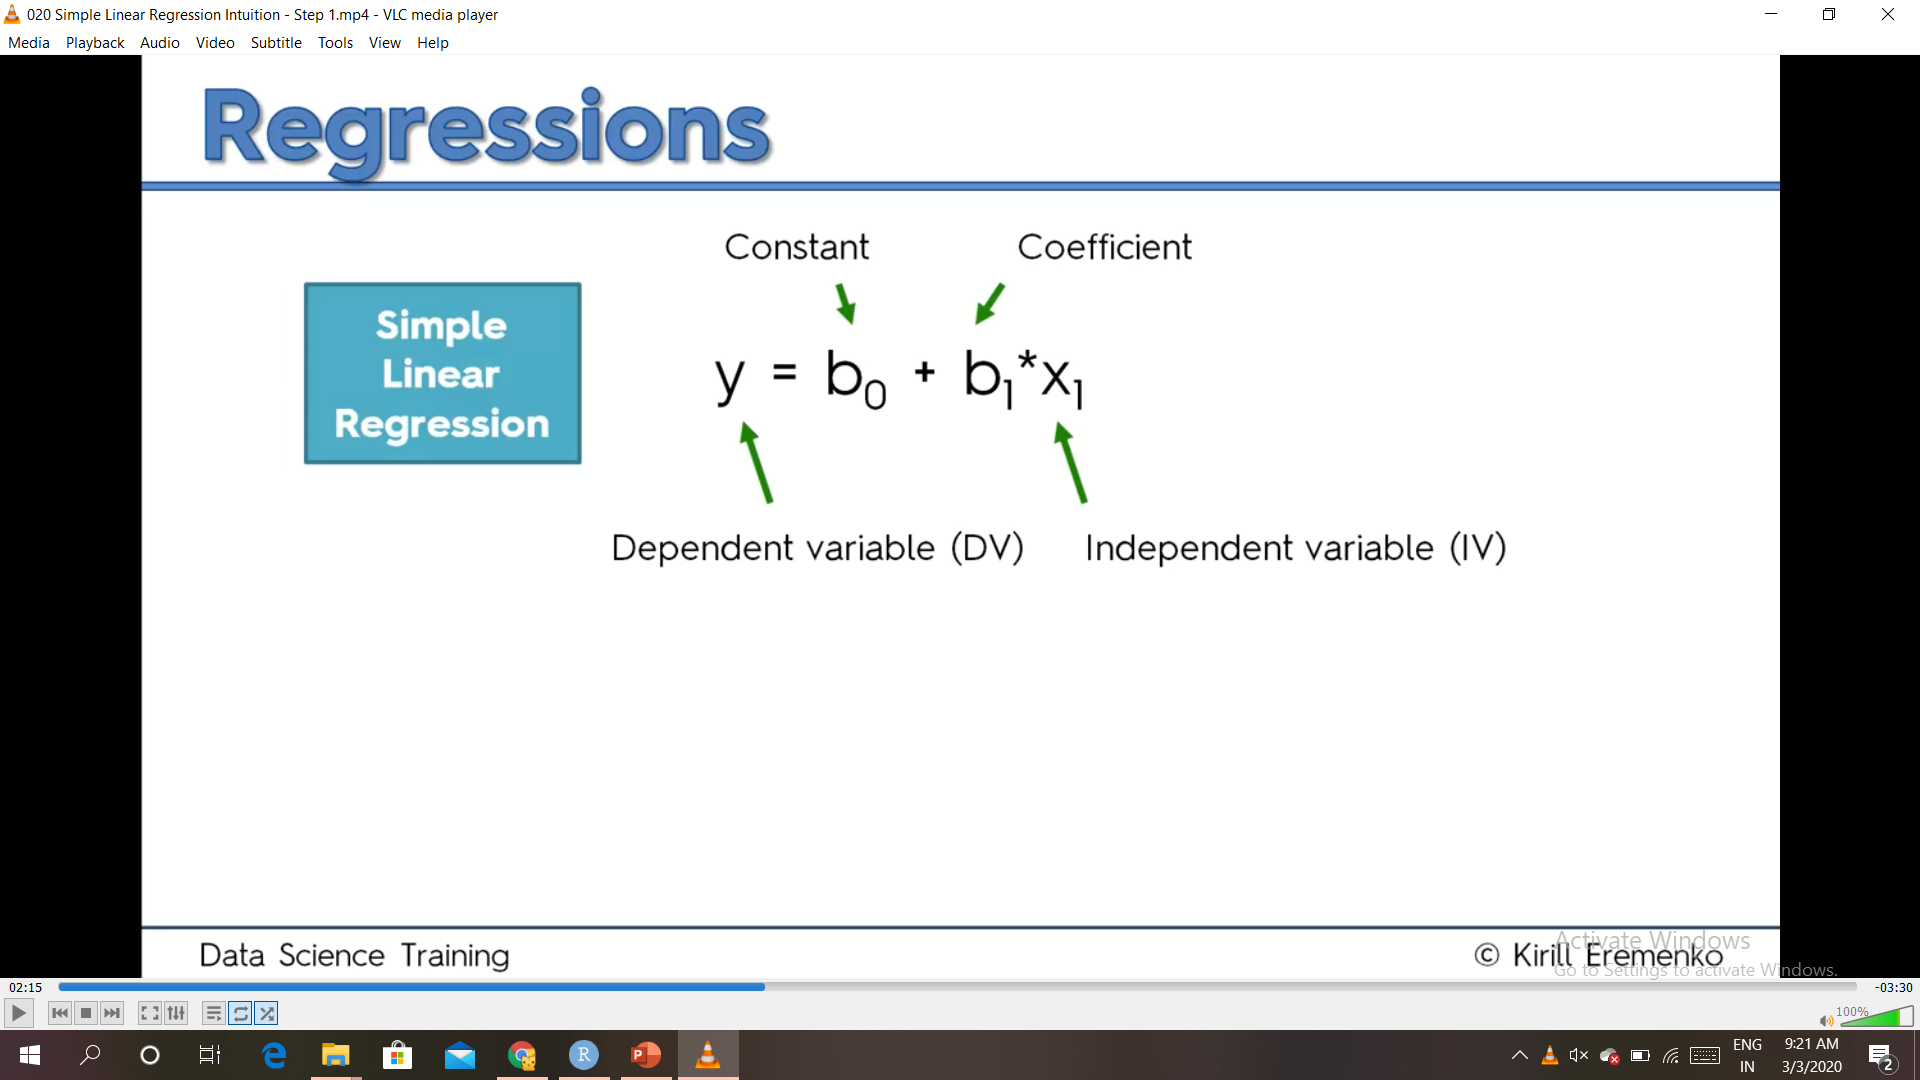 020 Simple Linear Regression Intuition - Step 1.mp4 - VLC media player
Media Playback Audio Video Subtitle Tools View Help
Regressions
Constant Coefficient
Simple
Linear
Regression
y = b₀ + b₁*x₁
Dependent variable (DV) Independent variable (IV)
Data Science Training
© Kirill Eremenko
Activate Windows
Go to Settings to activate Windows.
02:15 -03:30
100%
ENG
IN
9:21 AM
3/3/2020
2